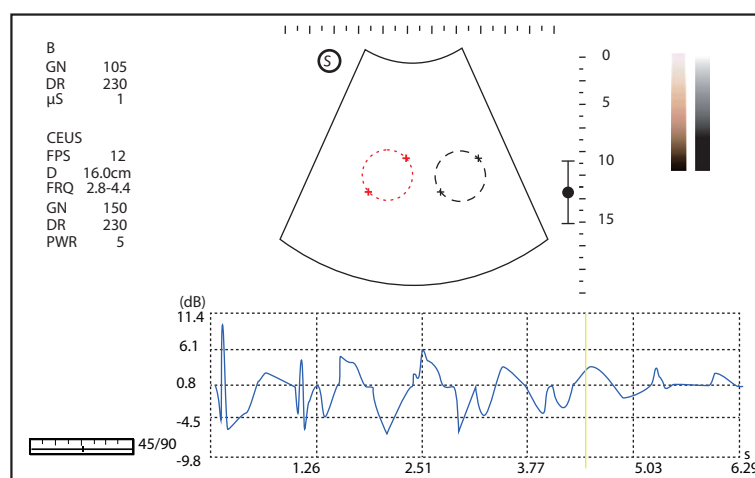 B
GN 105
DR 230
µS 1
CEUS
FPS 12
D 16.0cm
FRQ 2.8-4.4
GN 150
DR 230
PWR 5
S
0
5
10
15
(dB)
11.4
6.1
0.8
-4.5
-9.8
1.26 2.51 3.77 5.03 6.29
s
45/90